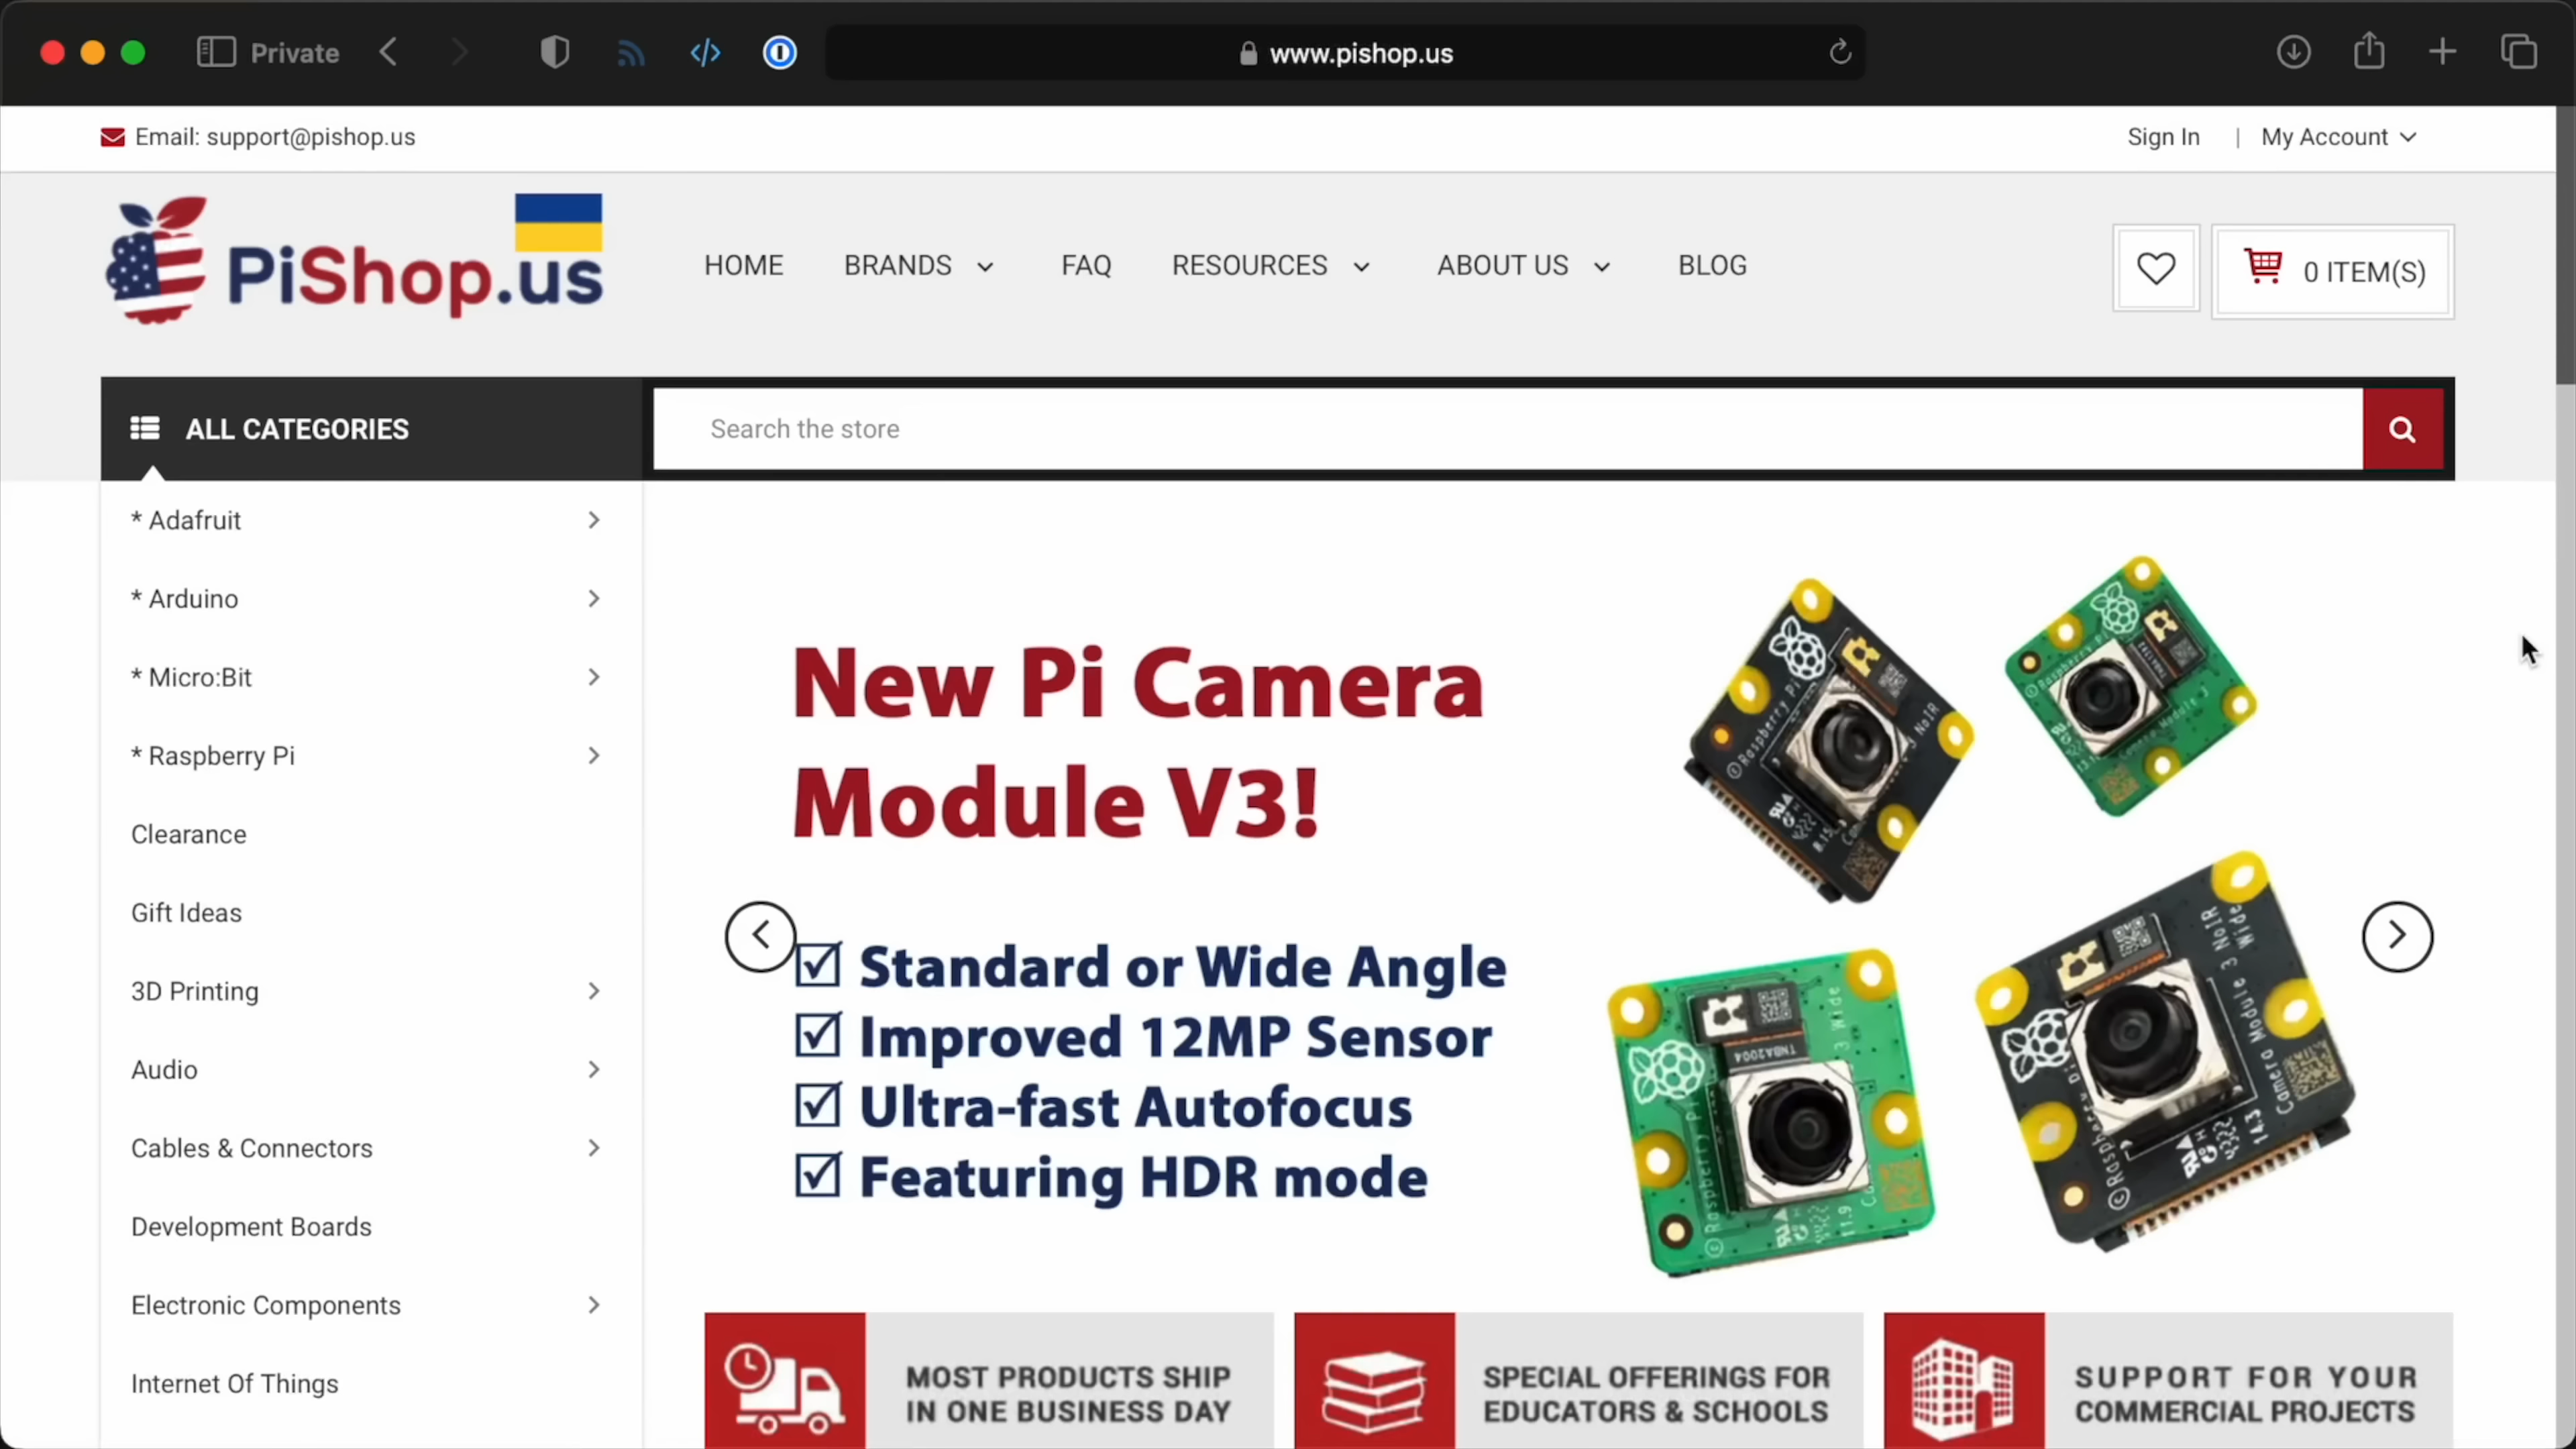 Private
www.pishop.us
Email: support@pishop.us
Sign In | My Account
PiShop.us
HOME
BRANDS
FAQ
RESOURCES
ABOUT US
BLOG
0 ITEM(S)
ALL CATEGORIES
Search the store
* Adafruit
* Arduino
* Micro:Bit
* Raspberry Pi
Clearance
Gift Ideas
3D Printing
Audio
Cables & Connectors
Development Boards
Electronic Components
Internet Of Things
New Pi Camera
Module V3!
Standard or Wide Angle
Improved 12MP Sensor
Ultra-fast Autofocus
Featuring HDR mode
MOST PRODUCTS SHIP
IN ONE BUSINESS DAY
SPECIAL OFFERINGS FOR
EDUCATORS & SCHOOLS
SUPPORT FOR YOUR
COMMERCIAL PROJECTS